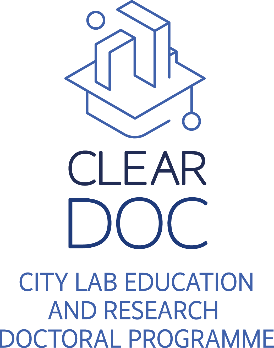 CLEAR
DOC
CITY LAB EDUCATION
AND RESEARCH
DOCTORAL PROGRAMME